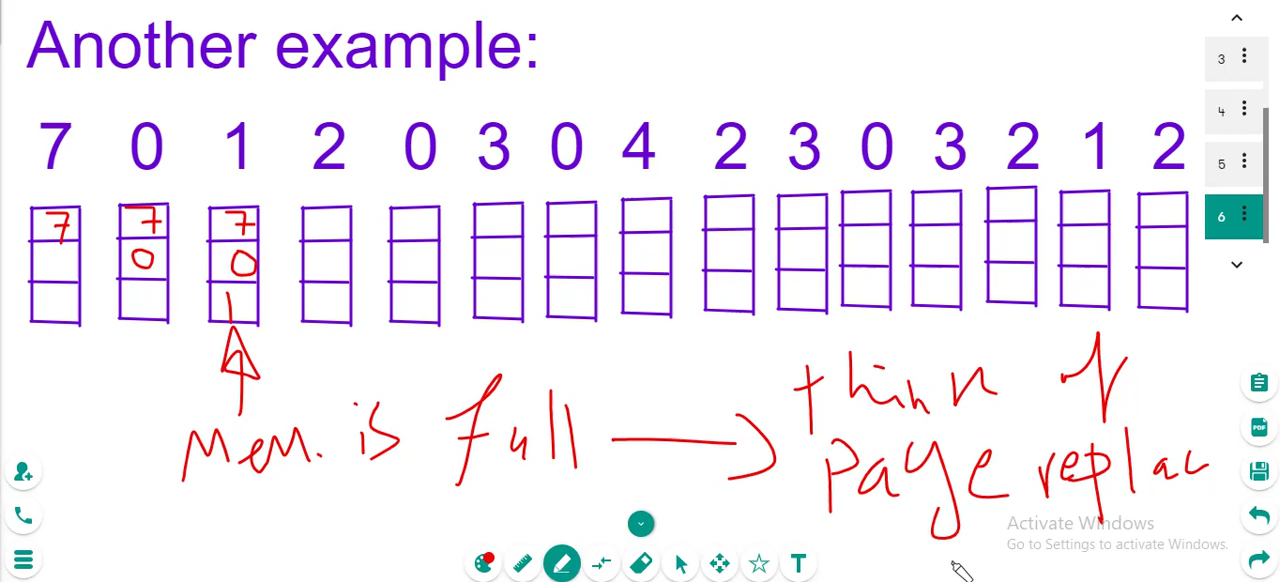 Another example:
7 0 1 2 0 3 0 4 2 3 0 3 2 1 2
7 7 7
0 0
1
Mem. is full think of
page replac
3
4
5
6
PDF
T
Activate Windows
Go to Settings to activate Windows.